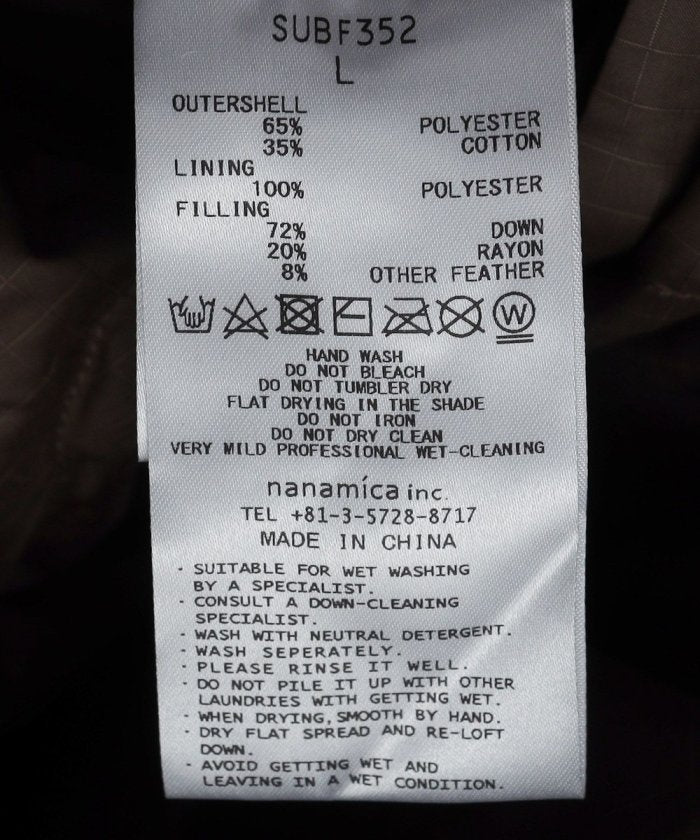 SUBF352
L
OUTERSHELL
65% POLYESTER
35% COTTON
LINING
100% POLYESTER
FILLING
72% DOWN
20% RAYON
8% OTHER FEATHER
W
HAND WASH
DO NOT BLEACH
DO NOT TUMBLER DRY
FLAT DRYING IN THE SHADE
DO NOT IRON
DO NOT DRY CLEAN
VERY MILD PROFESSIONAL WET-CLEANING
nanamíca inc.
TEL +81-3-5728-8717
MADE IN CHINA
· SUITABLE FOR WET WASHING
BY A SPECIALIST.
· CONSULT A DOWN-CLEANING
SPECIALIST.
· WASH WITH NEUTRAL DETERGENT.
· WASH SEPERATELY.
· PLEASE RINSE IT WELL.
· DO NOT PILE IT UP WITH OTHER
LAUNDRIES WITH GETTING WET.
· WHEN DRYING, SMOOTH BY HAND.
· DRY FLAT SPREAD AND RE-LOFT
DOWN.
· AVOID GETTING WET AND
LEAVING IN A WET CONDITION.